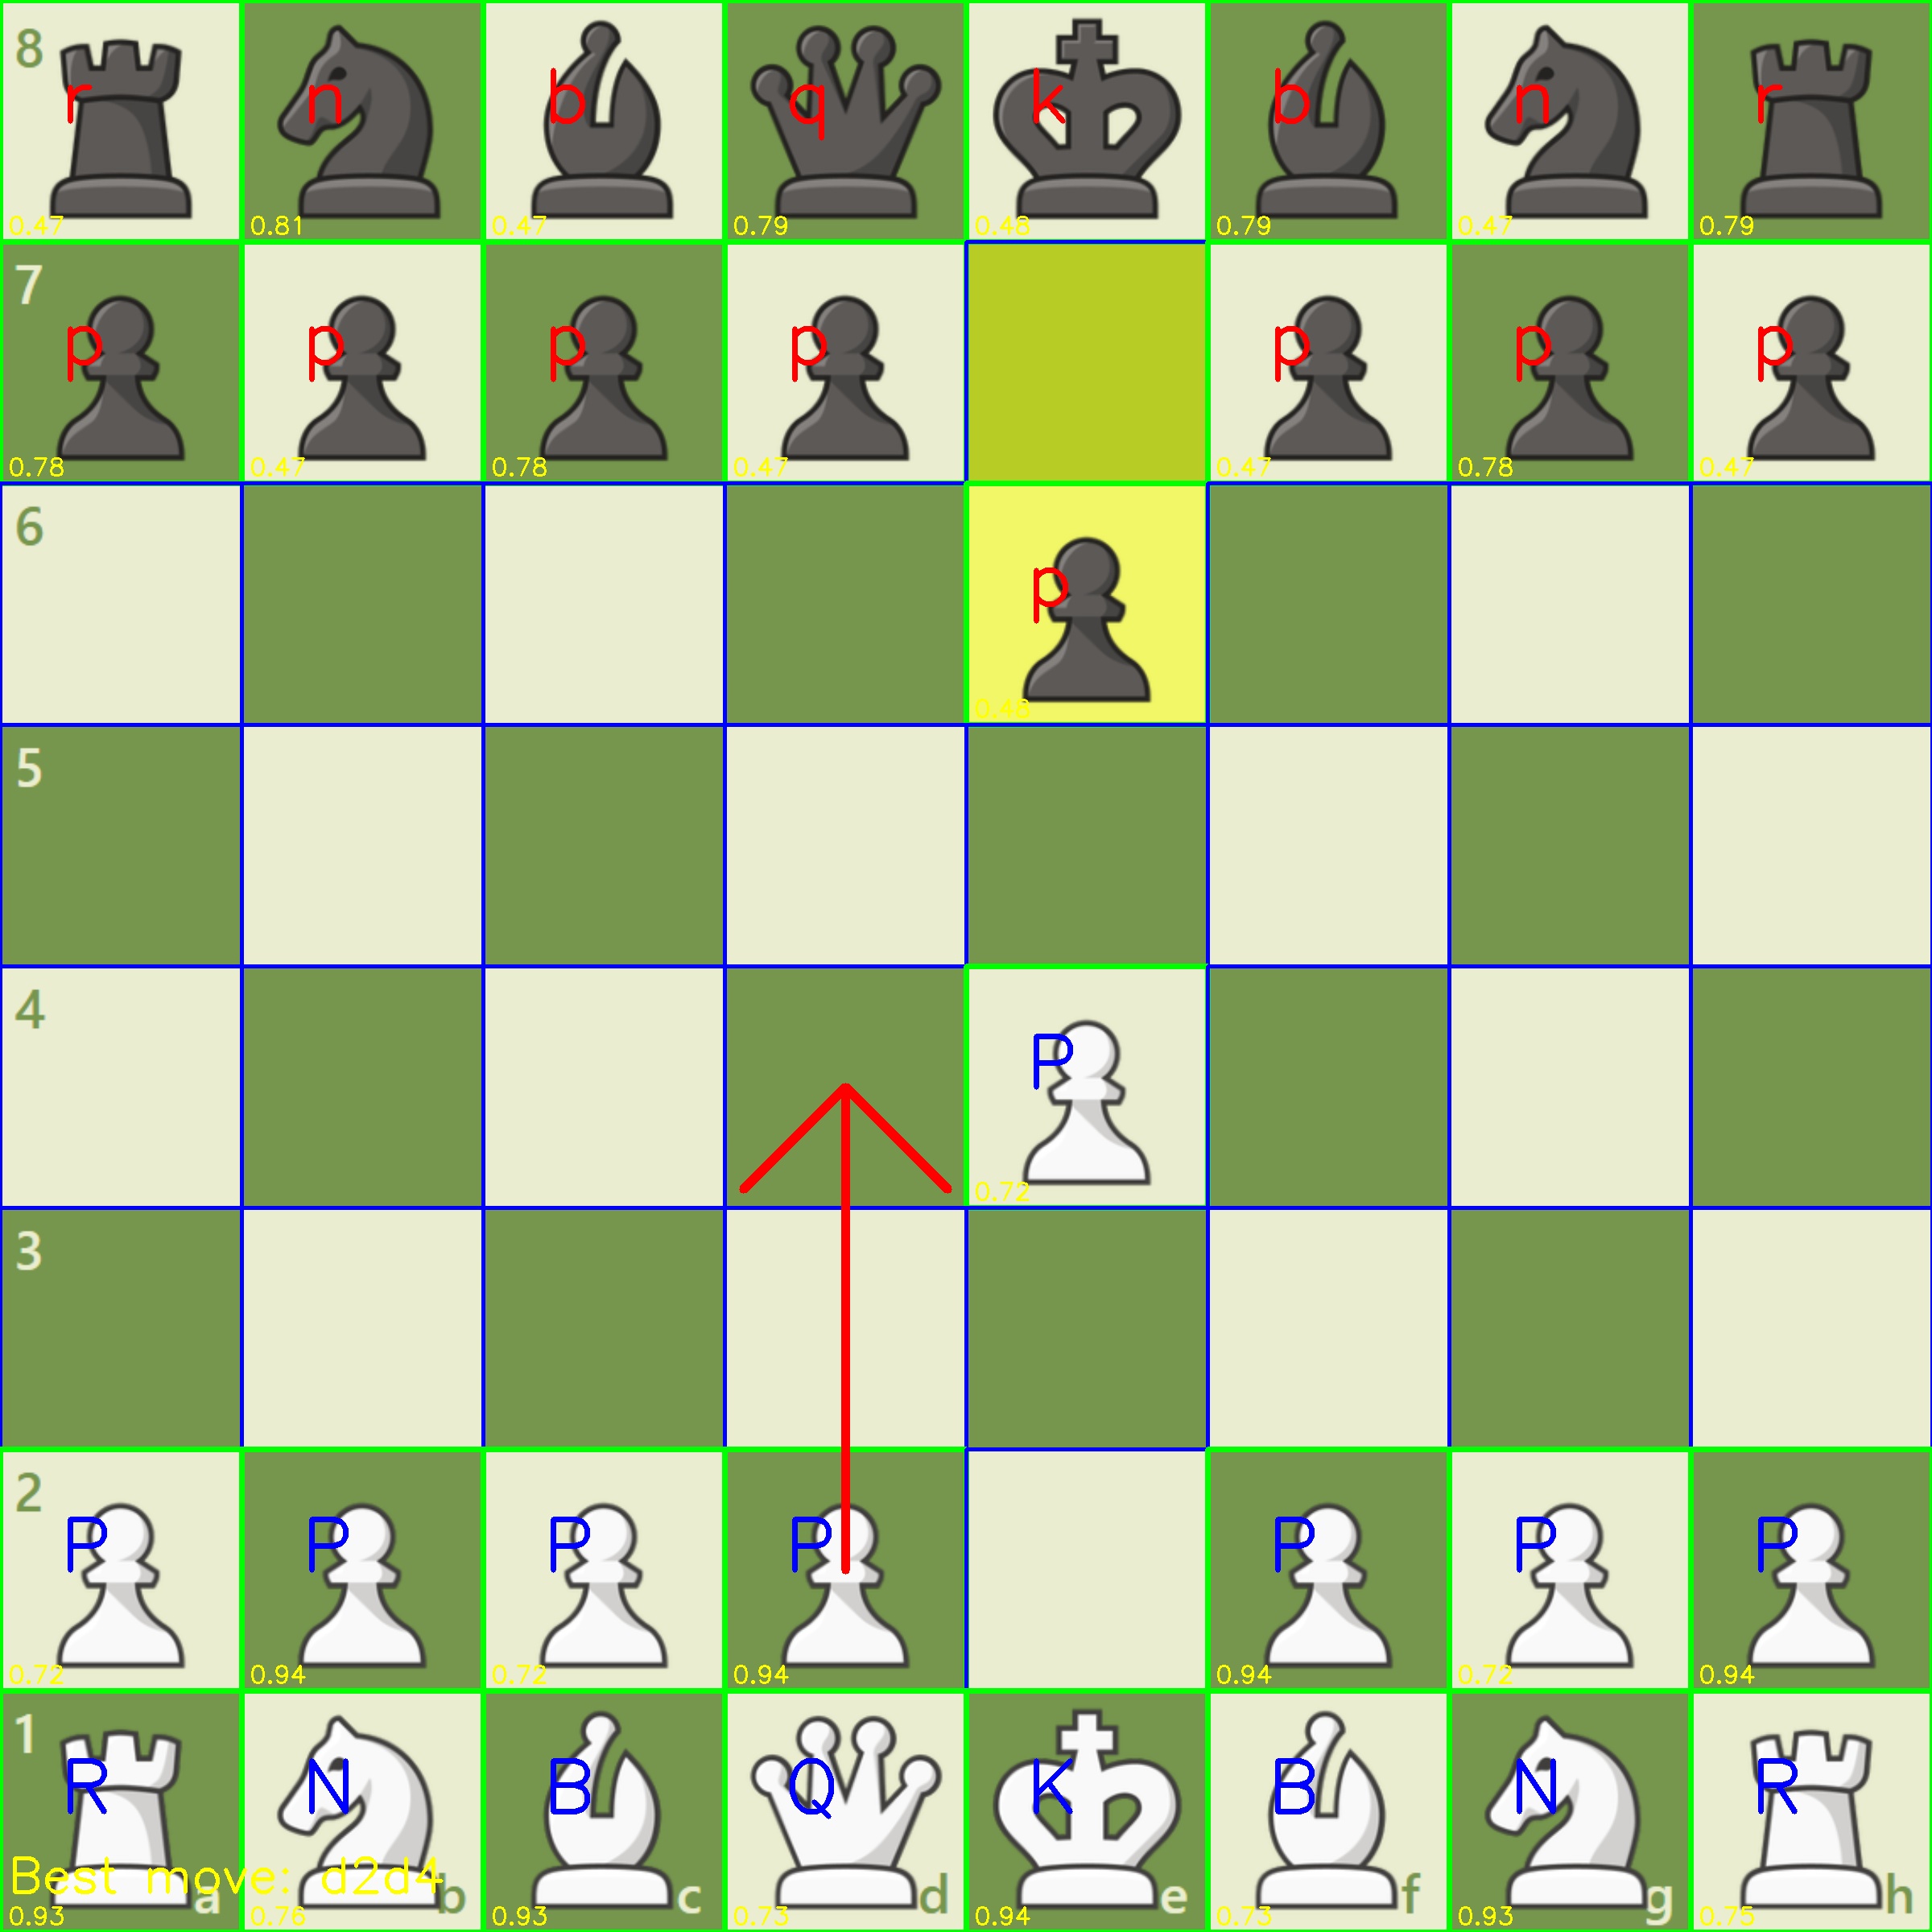 8 r n b q k b n r
0.47 0.81 0.47 0.79 0.48 0.79 0.47 0.79
7 p p p p p p p
0.78 0.47 0.78 0.47 0.47 0.78 0.47
6 p
0.48
5
4 P
0.72
3
2 P P P P P P P
0.72 0.94 0.72 0.94 0.94 0.72 0.94
1 R N B Q K B N R
Best move: d2d4
a b c d e f g h
0.93 0.76 0.93 0.73 0.94 0.73 0.93 0.75